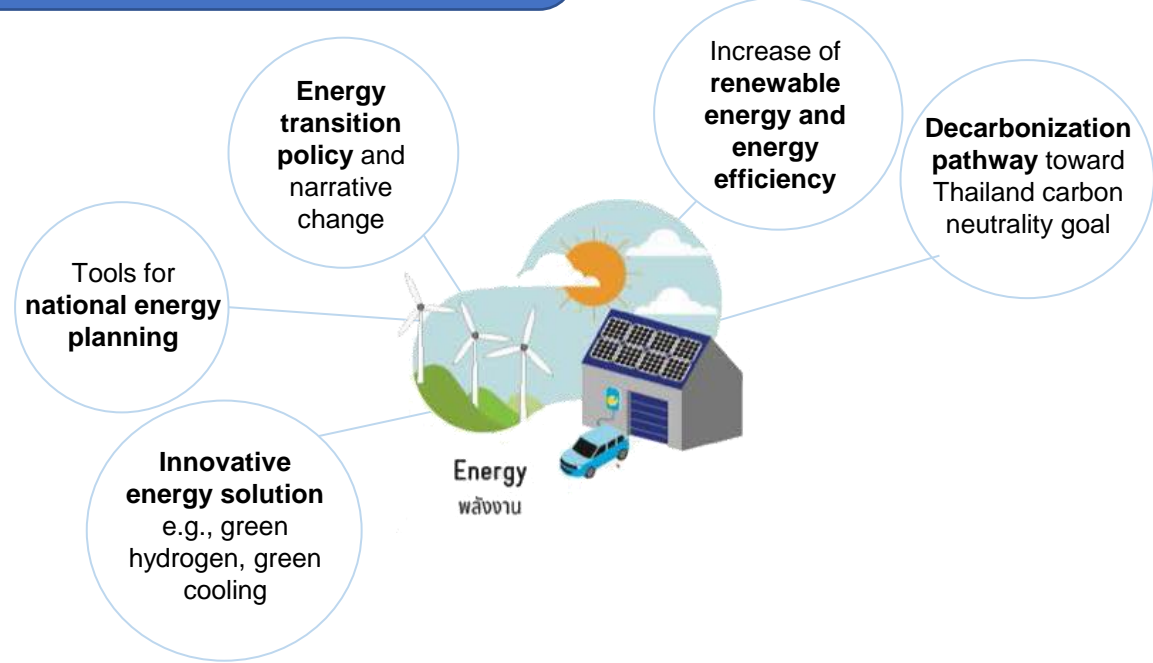 Energy
transition
policy and
narrative
change
Increase of
renewable
energy and
energy
efficiency
Decarbonization
pathway toward
Thailand carbon
neutrality goal
Tools for
national energy
planning
Innovative
energy solution
e.g., green
hydrogen, green
cooling
Energy
พลังงาน